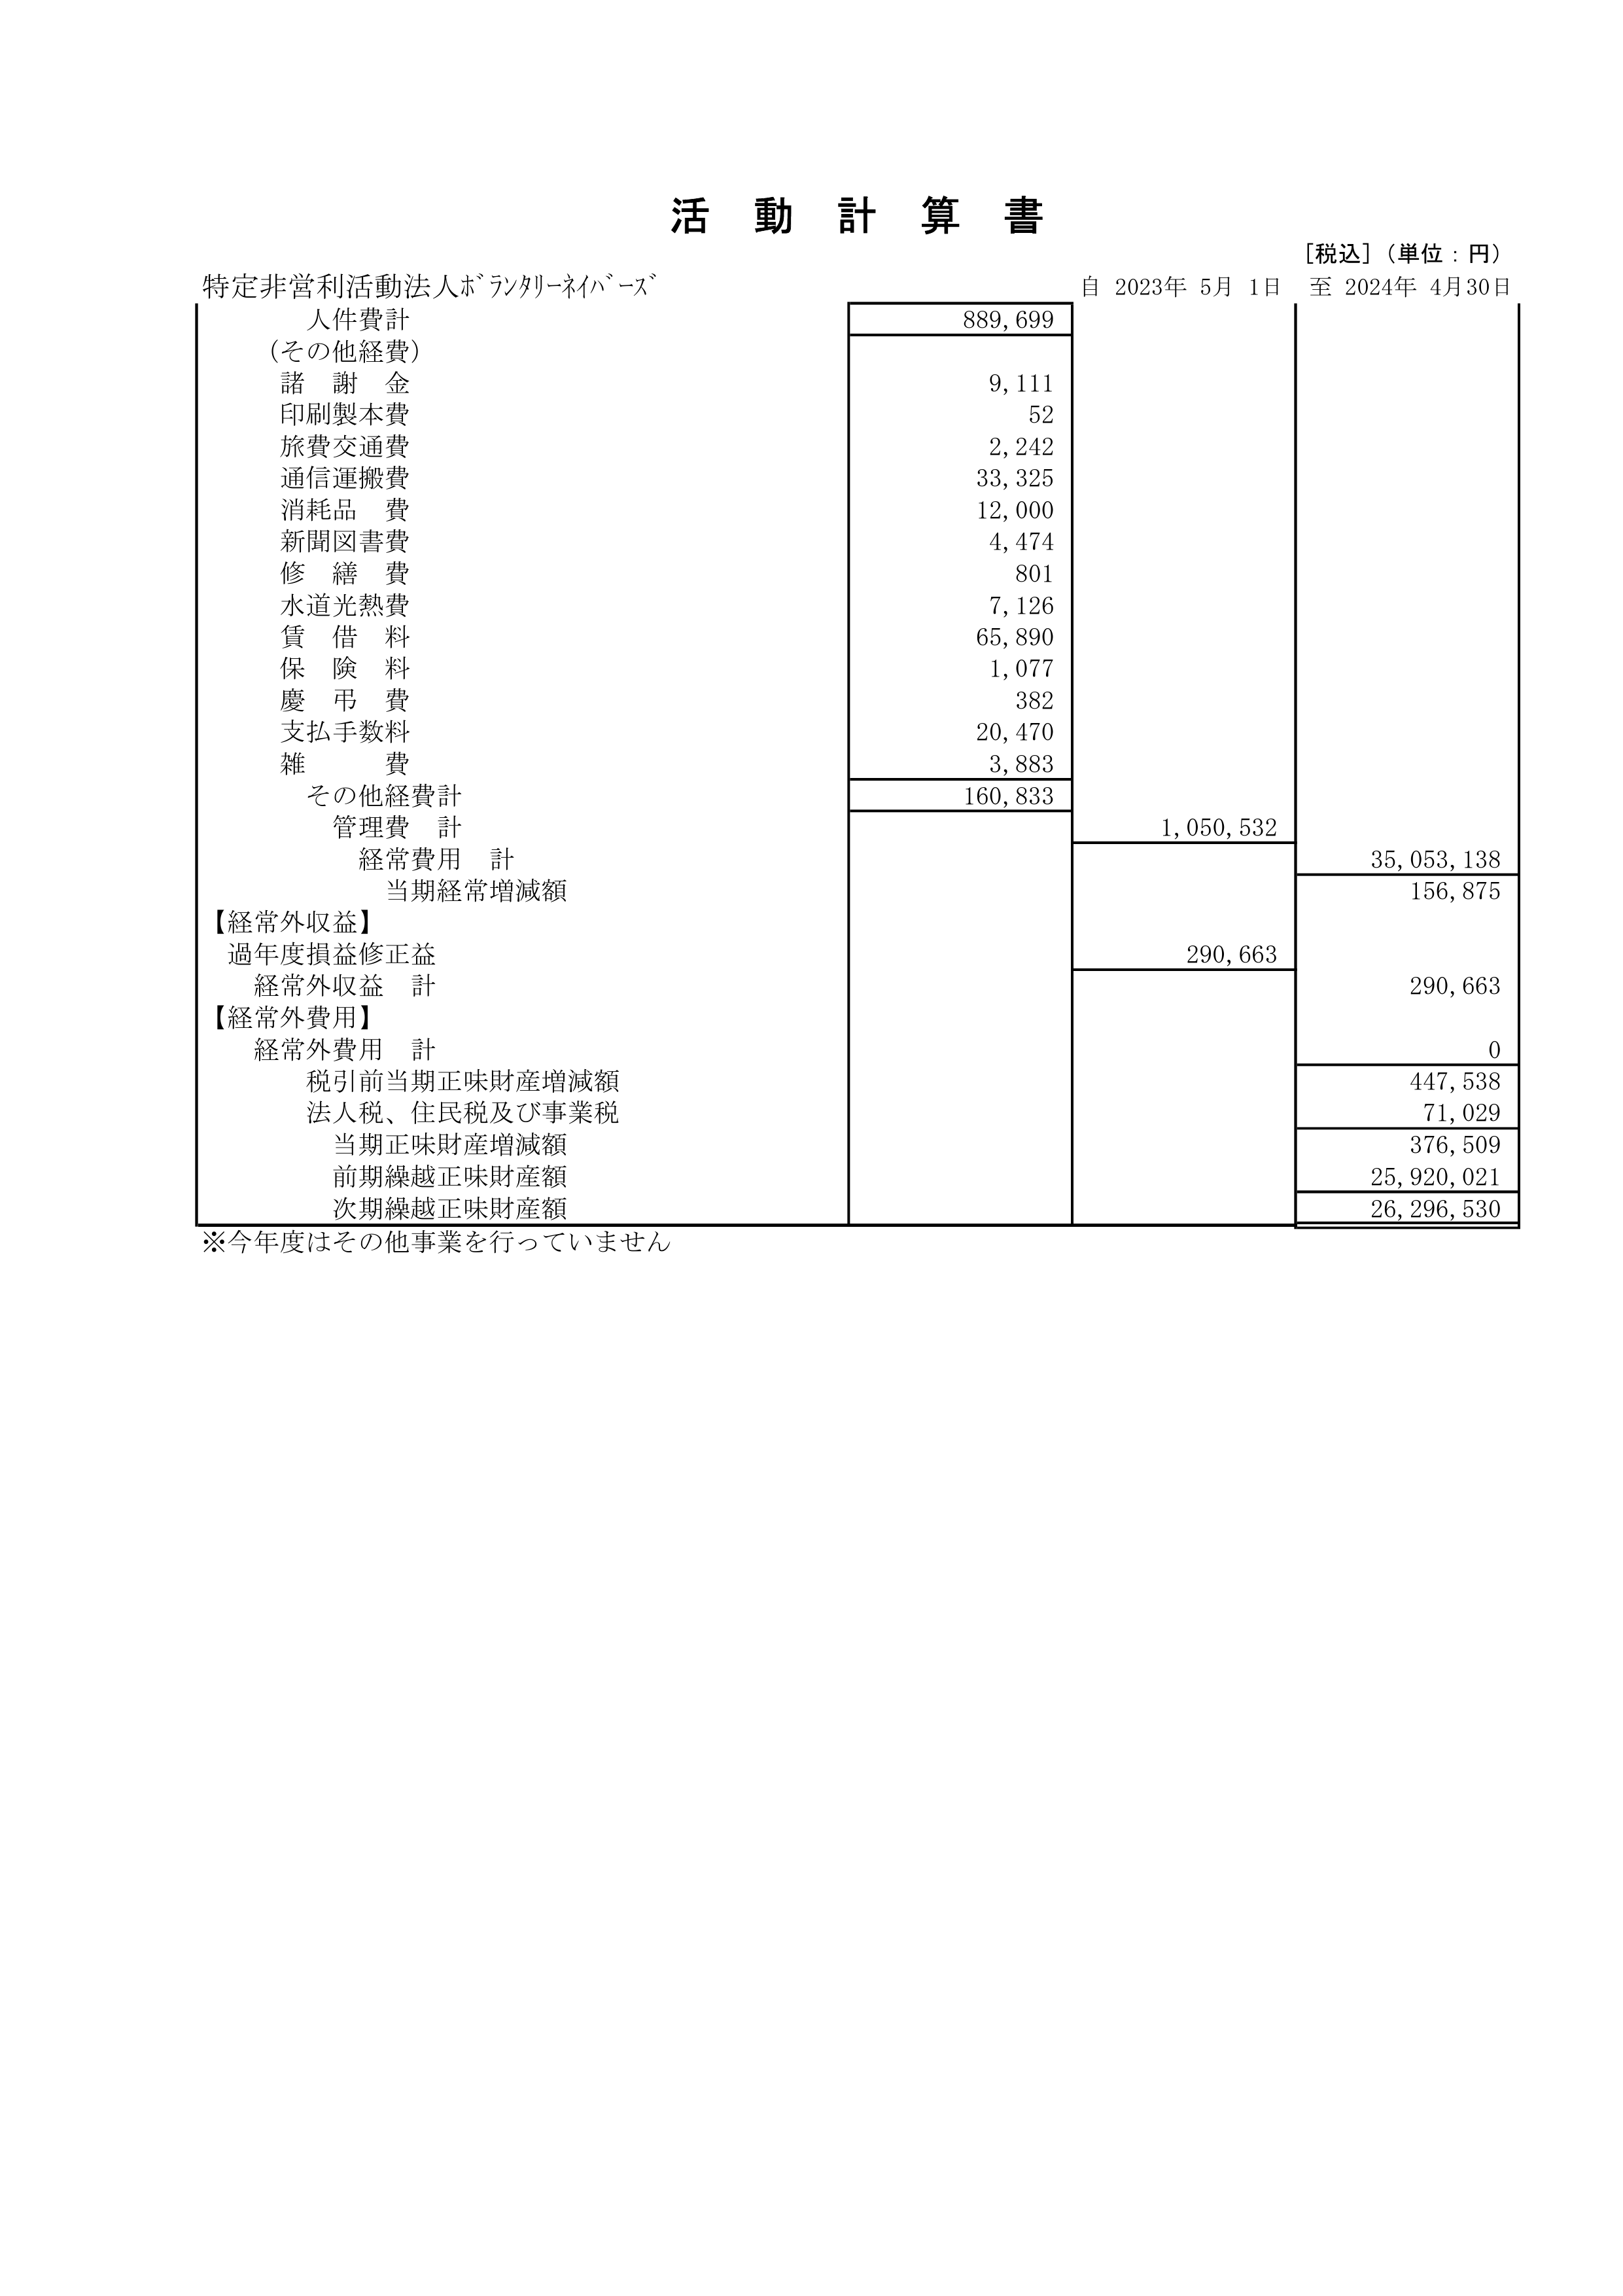 活　動　計　算　書
[税込]（単位：円）
特定非営利活動法人ﾎﾞﾗﾝﾀﾘｰﾈｲﾊﾞｰｽﾞ　自 2023年 5月 1日　至 2024年 4月30日
人件費計　889,699
（その他経費）
諸　謝　金　9,111
印刷製本費　52
旅費交通費　2,242
通信運搬費　33,325
消耗品　費　12,000
新聞図書費　4,474
修　繕　費　801
水道光熱費　7,126
賃　借　料　65,890
保　険　料　1,077
慶　弔　費　382
支払手数料　20,470
雑　　　費　3,883
その他経費計　160,833
管理費　計　1,050,532
経常費用　計　35,053,138
当期経常増減額　156,875
【経常外収益】
過年度損益修正益　290,663
経常外収益　計　290,663
【経常外費用】
経常外費用　計　0
税引前当期正味財産増減額　447,538
法人税、住民税及び事業税　71,029
当期正味財産増減額　376,509
前期繰越正味財産額　25,920,021
次期繰越正味財産額　26,296,530
※今年度はその他事業を行っていません